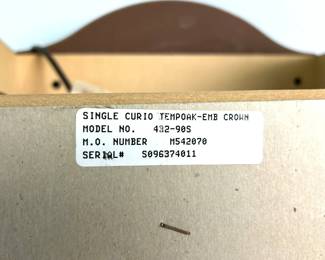 SINGLE CURIO TEMPOAK-EMB CROWN
MODEL NO. 432-90S
M.O. NUMBER M542070
SERIAL# S096374011